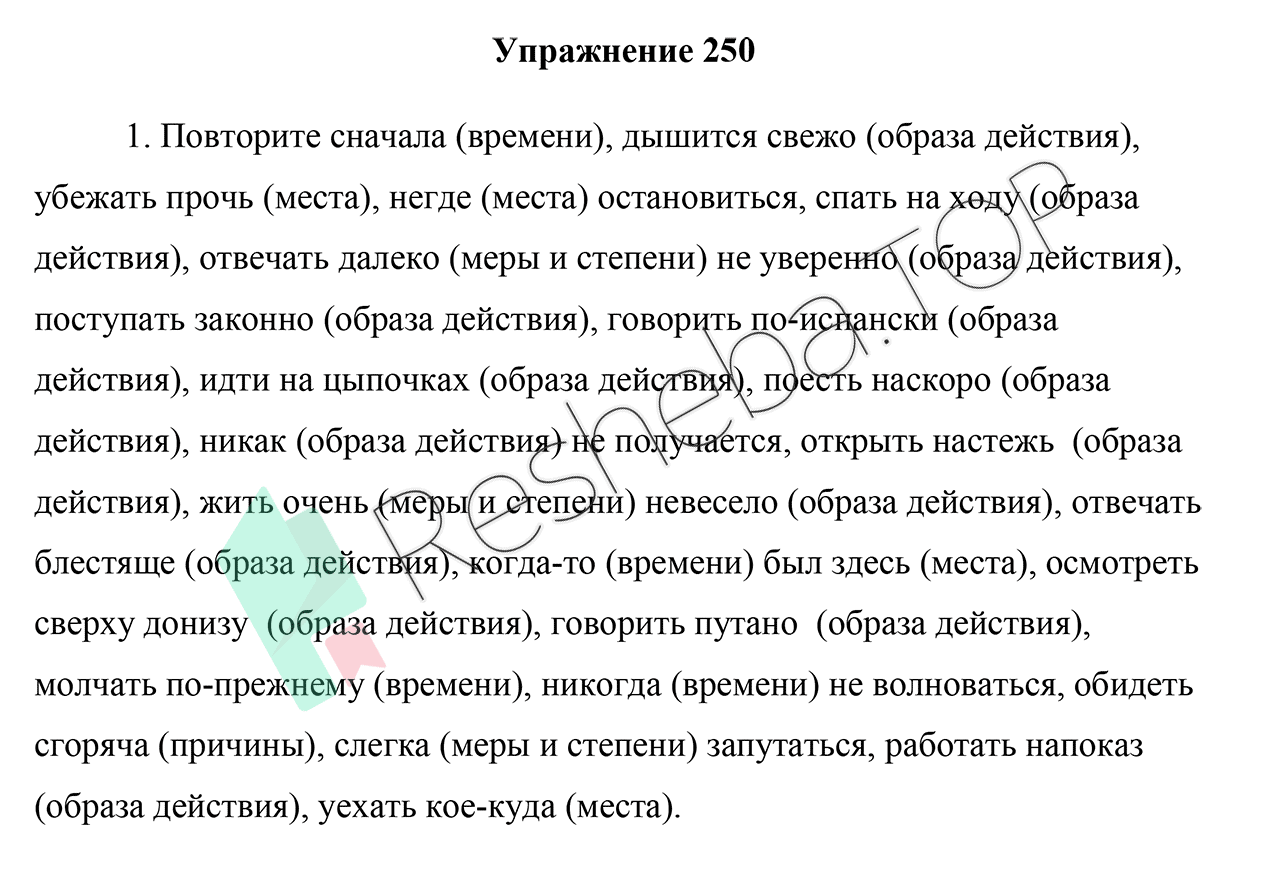 Упражнение 250
1. Повторите сначала (времени), дышится свежо (образа действия),
убежать прочь (места), негде (места) остановиться, спать на ходу (образа
действия), отвечать далеко (меры и степени) не уверенно (образа действия),
поступать законно (образа действия), говорить по-испански (образа
действия), идти на цыпочках (образа действия), поесть наскоро (образа
действия), никак (образа действия) не получается, открыть настежь  (образа
действия), жить очень (меры и степени) невесело (образа действия), отвечать
блестяще (образа действия), когда-то (времени) был здесь (места), осмотреть
сверху донизу  (образа действия), говорить путано  (образа действия),
молчать по-прежнему (времени), никогда (времени) не волноваться, обидеть
сгоряча (причины), слегка (меры и степени) запутаться, работать напоказ
(образа действия), уехать кое-куда (места).
Resheba.TOP